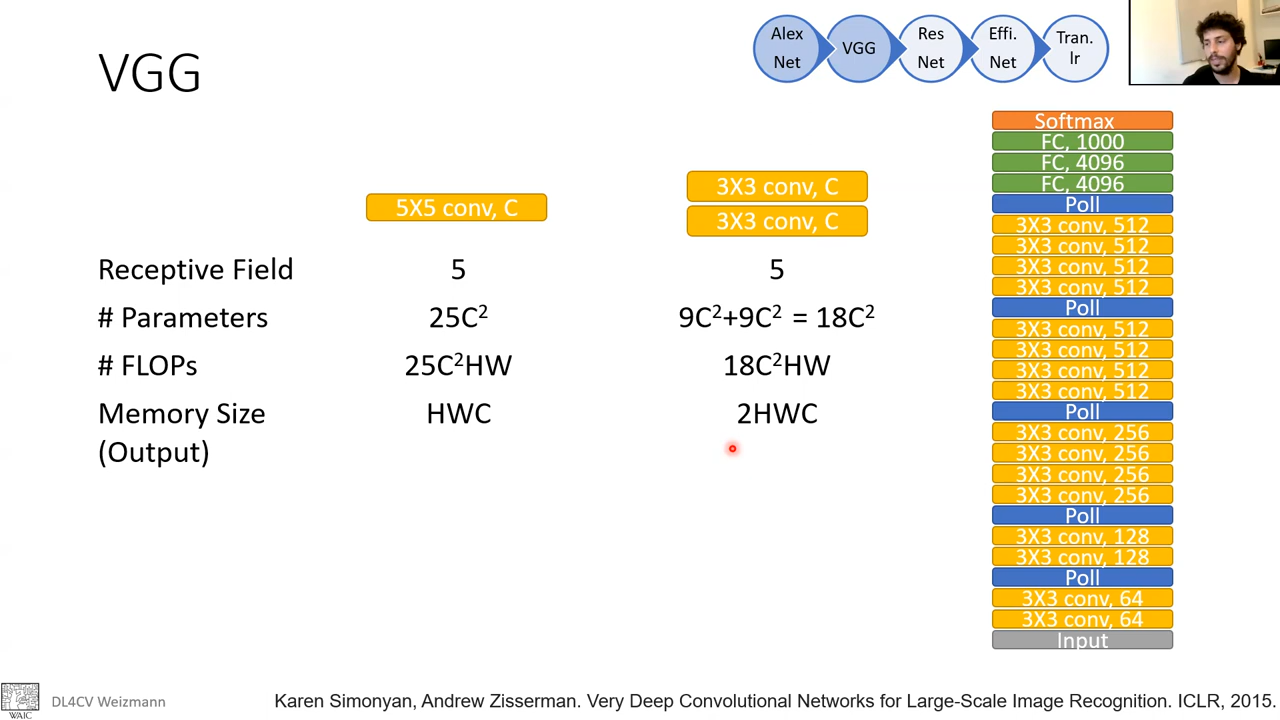 VGG
Alex
Net
VGG
Res
Net
Effi.
Net
Tran.
Ir
5X5 conv, C
3X3 conv, C
3X3 conv, C
Receptive Field 5 5
# Parameters 25C² 9C²+9C² = 18C²
# FLOPs 25C²HW 18C²HW
Memory Size HWC 2HWC
(Output)
Softmax
FC, 1000
FC, 4096
FC, 4096
Poll
3X3 conv, 512
3X3 conv, 512
3X3 conv, 512
3X3 conv, 512
Poll
3X3 conv, 512
3X3 conv, 512
3X3 conv, 512
3X3 conv, 512
Poll
3X3 conv, 256
3X3 conv, 256
3X3 conv, 256
3X3 conv, 256
Poll
3X3 conv, 128
3X3 conv, 128
Poll
3X3 conv, 64
3X3 conv, 64
Input
WAIC
DL4CV Weizmann
Karen Simonyan, Andrew Zisserman. Very Deep Convolutional Networks for Large-Scale Image Recognition. ICLR, 2015.